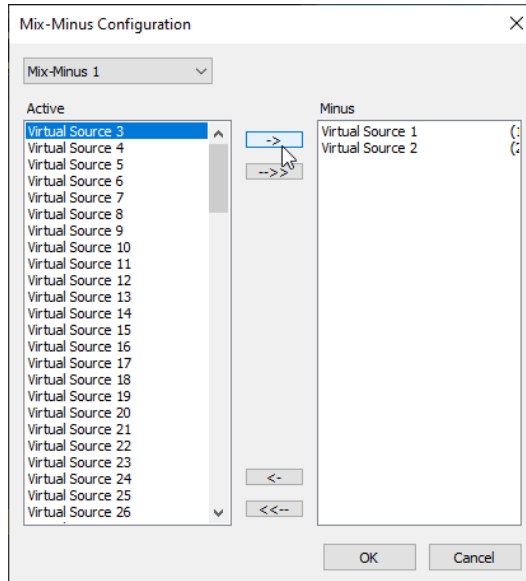 Mix-Minus Configuration
Mix-Minus 1
Active
Minus
Virtual Source 3
Virtual Source 4
Virtual Source 5
Virtual Source 6
Virtual Source 7
Virtual Source 8
Virtual Source 9
Virtual Source 10
Virtual Source 11
Virtual Source 12
Virtual Source 13
Virtual Source 14
Virtual Source 15
Virtual Source 16
Virtual Source 17
Virtual Source 18
Virtual Source 19
Virtual Source 20
Virtual Source 21
Virtual Source 22
Virtual Source 23
Virtual Source 24
Virtual Source 25
Virtual Source 26
->
-->>
<-
<<--
Virtual Source 1 (1
Virtual Source 2 (2
OK
Cancel